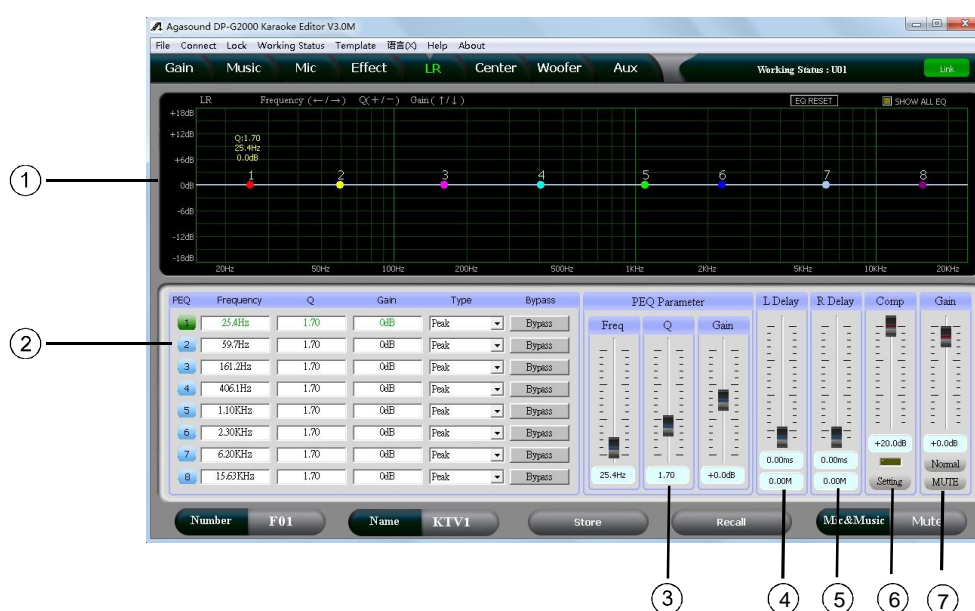 Agasound DP-G2000 Karaoke Editor V3.0M
File Connect Lock Working Status Template 语言(X) Help About
Gain Music Mic Effect LR Center Woofer Aux Working Status : U01 Link
LR Frequency (←/→) Q(+/−) Gain(↑/↓) EQ RESET SHOW ALL EQ
+18dB
+12dB
Q:1.70
25.4Hz
0.0dB
+6dB
1 2 3 4 5 6 7 8
0dB
-6dB
-12dB
-18dB
20Hz 50Hz 100Hz 200Hz 500Hz 1KHz 2KHz 5KHz 10KHz 20KHz
1
PEQ Frequency Q Gain Type Bypass
1 25.4Hz 1.70 0dB Peak Bypass
2 59.7Hz 1.70 0dB Peak Bypass
3 161.2Hz 1.70 0dB Peak Bypass
4 406.1Hz 1.70 0dB Peak Bypass
5 1.10KHz 1.70 0dB Peak Bypass
6 2.30KHz 1.70 0dB Peak Bypass
7 6.20KHz 1.70 0dB Peak Bypass
8 15.63KHz 1.70 0dB Peak Bypass
2
PEQ Parameter
Freq Q Gain
25.4Hz 1.70 +0.0dB
L Delay
0.00ms
0.00M
R Delay
0.00ms
0.00M
Comp
+20.0dB
Setting
Gain
+0.0dB
Normal
MUTE
Number F01 Name KTV1 Store Recall Mic&Music Mute
3 4 5 6 7